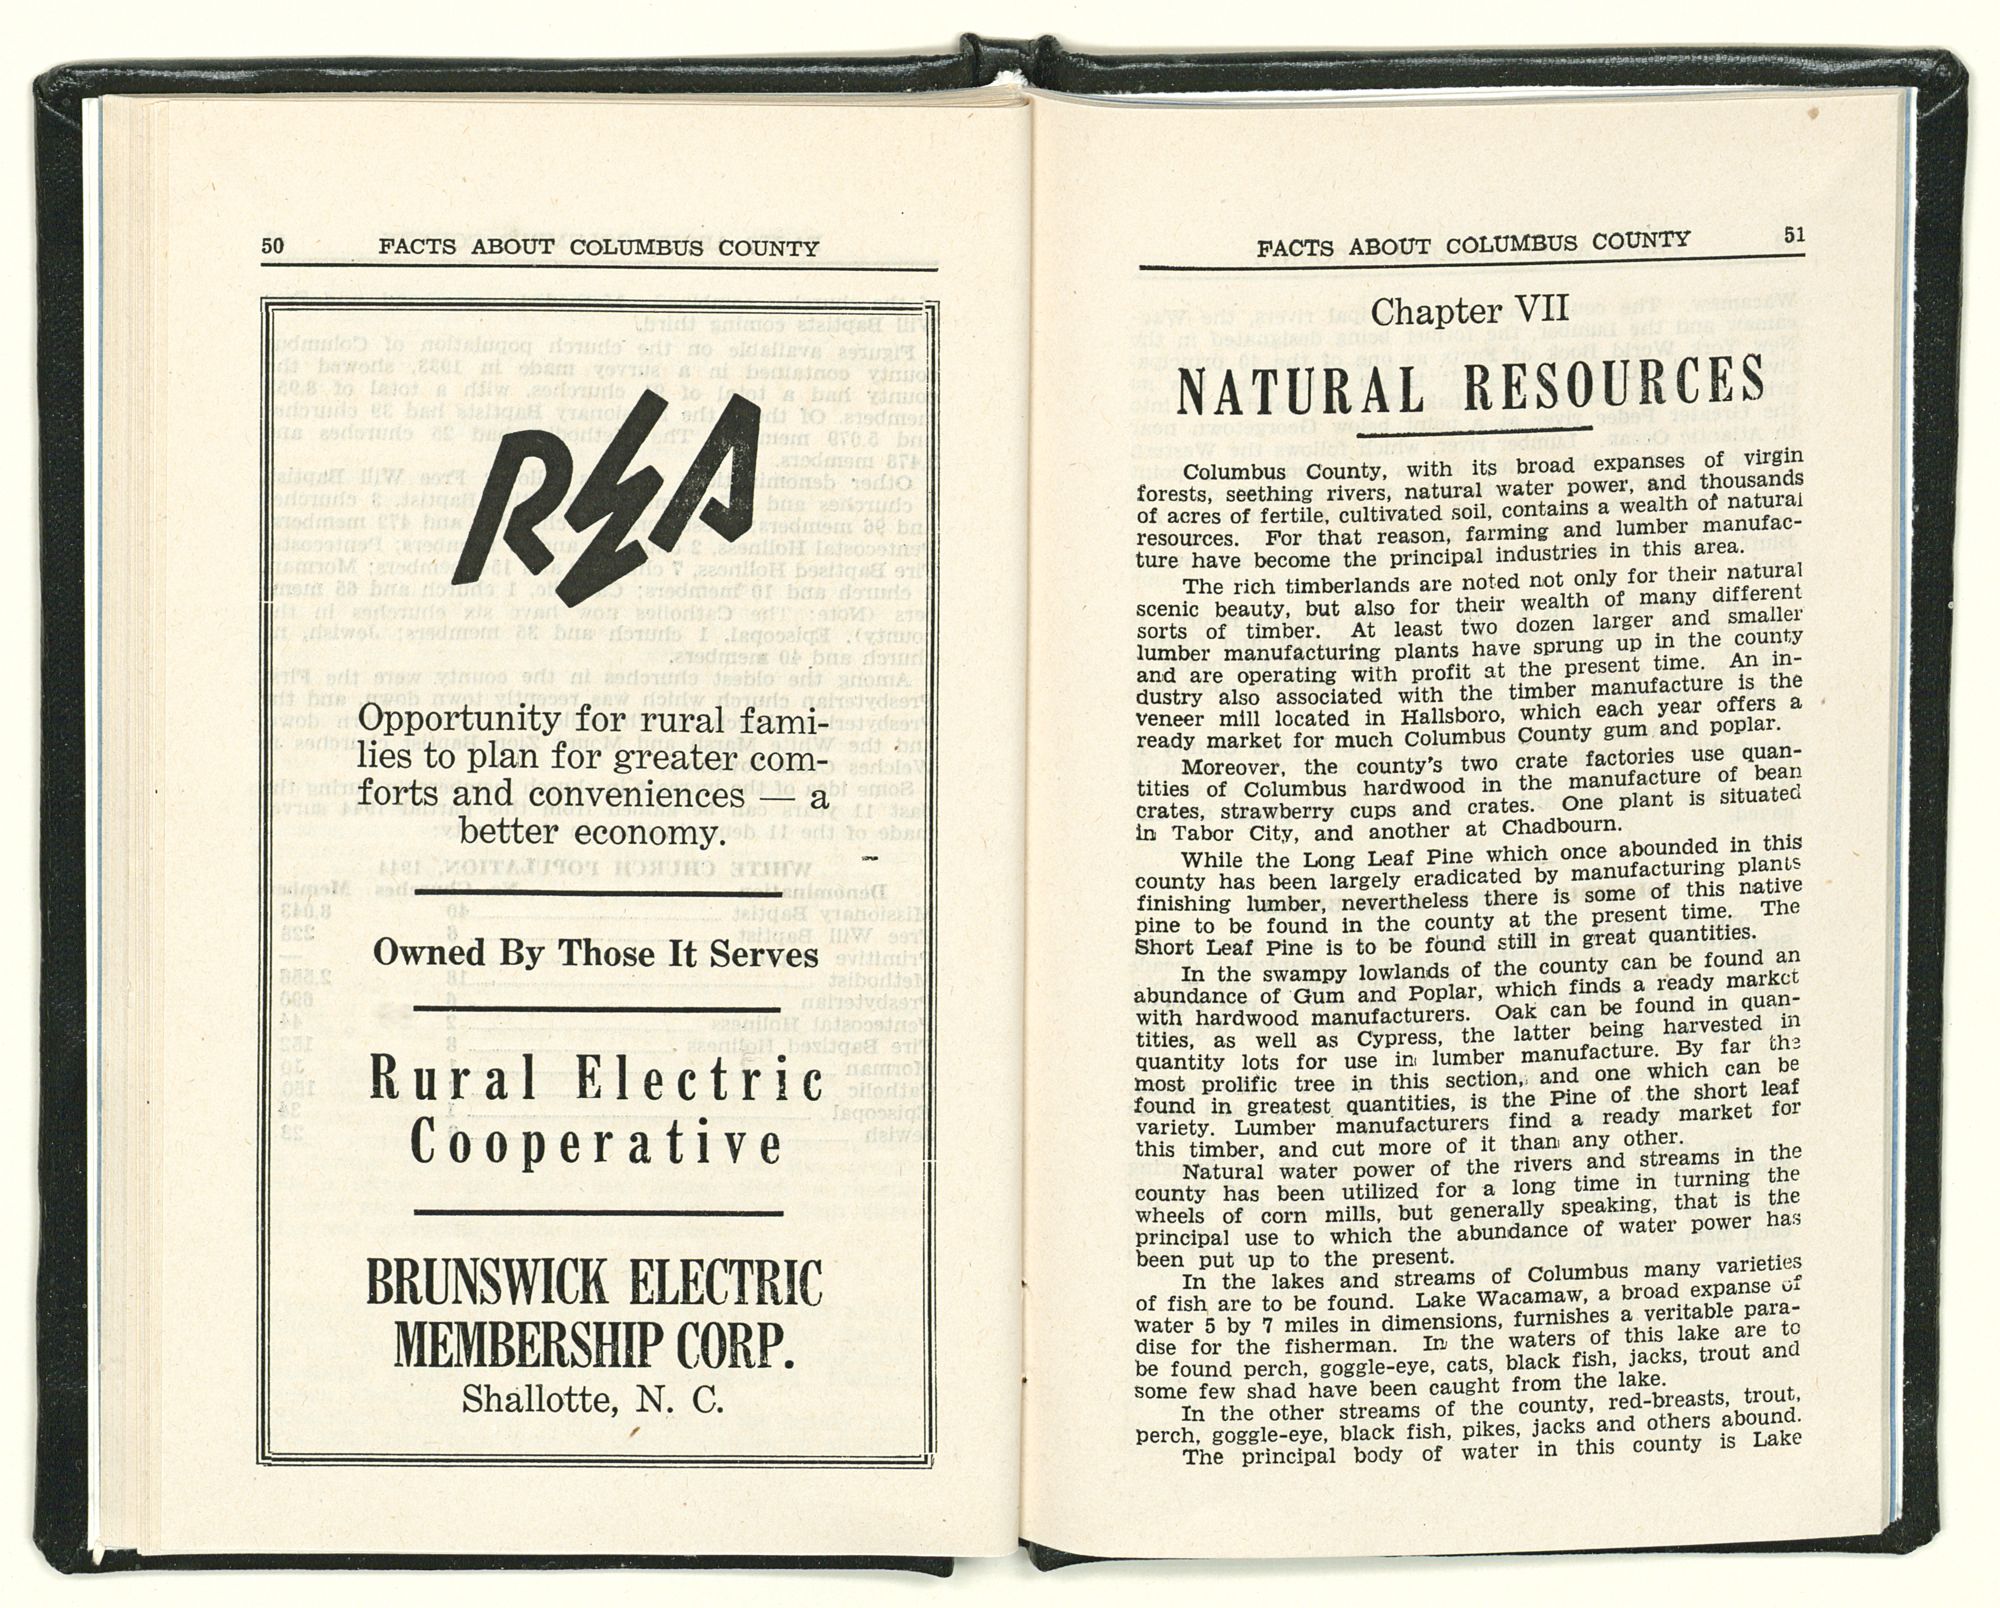 50 FACTS ABOUT COLUMBUS COUNTY
REA
Opportunity for rural fami-
lies to plan for greater com-
forts and conveniences — a
better economy.
Owned By Those It Serves
Rural Electric
Cooperative
BRUNSWICK ELECTRIC
MEMBERSHIP CORP.
Shallotte, N. C.
FACTS ABOUT COLUMBUS COUNTY 51
Chapter VII
NATURAL RESOURCES
Columbus County, with its broad expanses of virgin
forests, seething rivers, natural water power, and thousands
of acres of fertile, cultivated soil, contains a wealth of natural
resources. For that reason, farming and lumber manufac-
ture have become the principal industries in this area.
The rich timberlands are noted not only for their natural
scenic beauty, but also for their wealth of many different
sorts of timber. At least two dozen larger and smaller
lumber manufacturing plants have sprung up in the county
and are operating with profit at the present time. An in-
dustry also associated with the timber manufacture is the
veneer mill located in Hallsboro, which each year offers a
ready market for much Columbus County gum and poplar.
Moreover, the county's two crate factories use quan-
tities of Columbus hardwood in the manufacture of bean
crates, strawberry cups and crates. One plant is situated
in Tabor City, and another at Chadbourn.
While the Long Leaf Pine which once abounded in this
county has been largely eradicated by manufacturing plants
finishing lumber, nevertheless there is some of this native
pine to be found in the county at the present time. The
Short Leaf Pine is to be found still in great quantities.
In the swampy lowlands of the county can be found an
abundance of Gum and Poplar, which finds a ready market
with hardwood manufacturers. Oak can be found in quan-
tities, as well as Cypress, the latter being harvested in
quantity lots for use in lumber manufacture. By far the
most prolific tree in this section, and one which can be
found in greatest quantities, is the Pine of the short leaf
variety. Lumber manufacturers find a ready market for
this timber, and cut more of it than any other.
Natural water power of the rivers and streams in the
county has been utilized for a long time in turning the
wheels of corn mills, but generally speaking, that is the
principal use to which the abundance of water power has
been put up to the present.
In the lakes and streams of Columbus many varieties
of fish are to be found. Lake Wacamaw, a broad expanse of
water 5 by 7 miles in dimensions, furnishes a veritable para-
dise for the fisherman. In the waters of this lake are to
be found perch, goggle-eye, cats, black fish, jacks, trout and
some few shad have been caught from the lake.
In the other streams of the county, red-breasts, trout,
perch, goggle-eye, black fish, pikes, jacks and others abound.
The principal body of water in this county is Lake